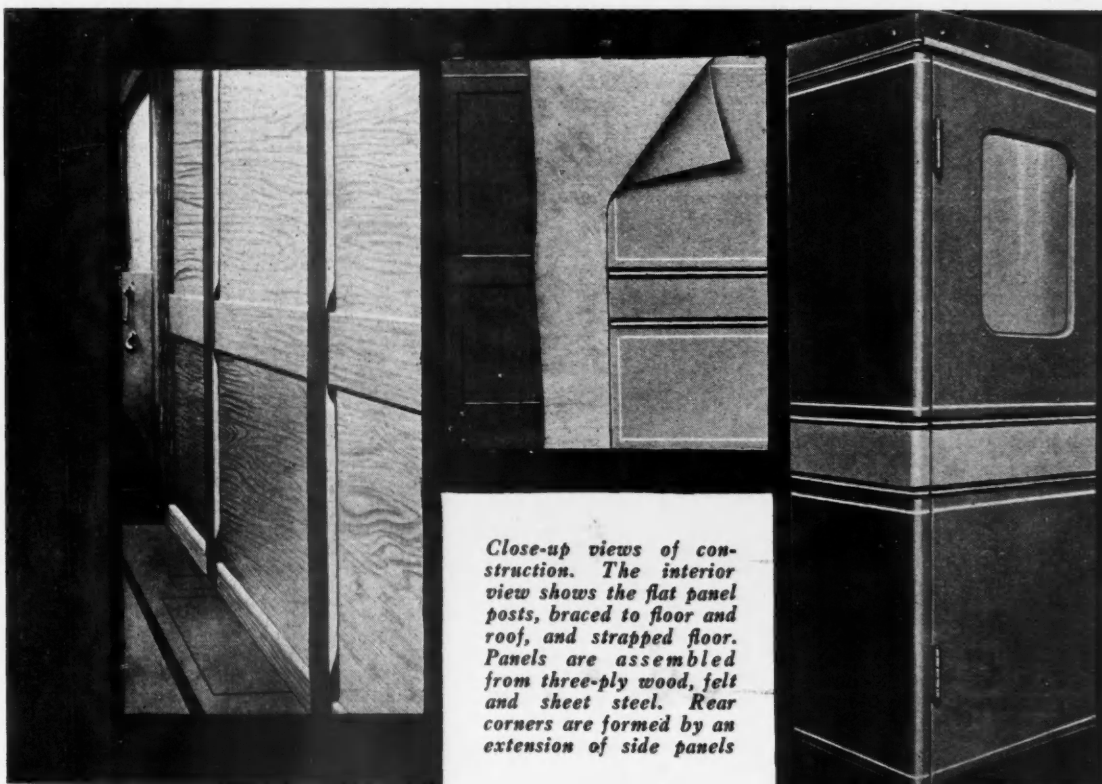 Close-up views of con-
struction. The interior
view shows the flat panel
posts, braced to floor and
roof, and strapped floor.
Panels are assembled
from three-ply wood, felt
and sheet steel. Rear
corners are formed by an
extension of side panels